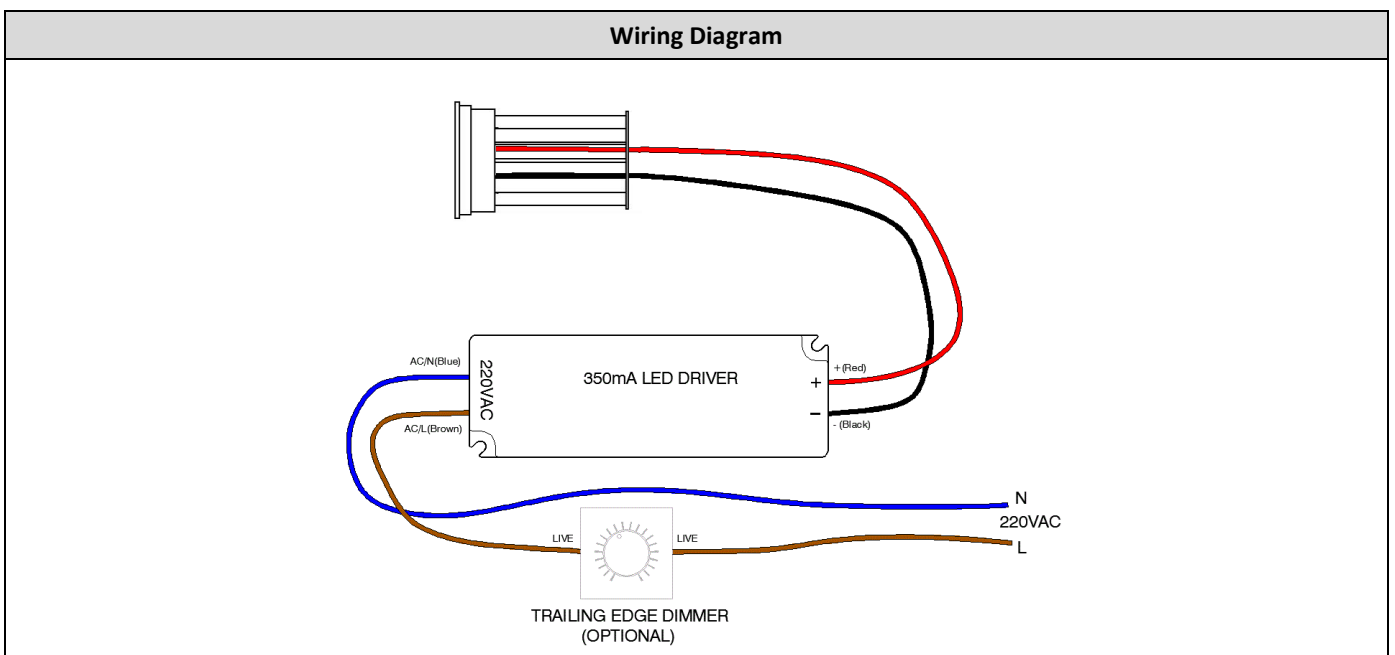 Wiring Diagram
AC/N(Blue)
220VAC
AC/L(Brown)
350mA LED DRIVER
+
+(Red)
−
- (Black)
N
220VAC
L
LIVE
LIVE
TRAILING EDGE DIMMER
(OPTIONAL)